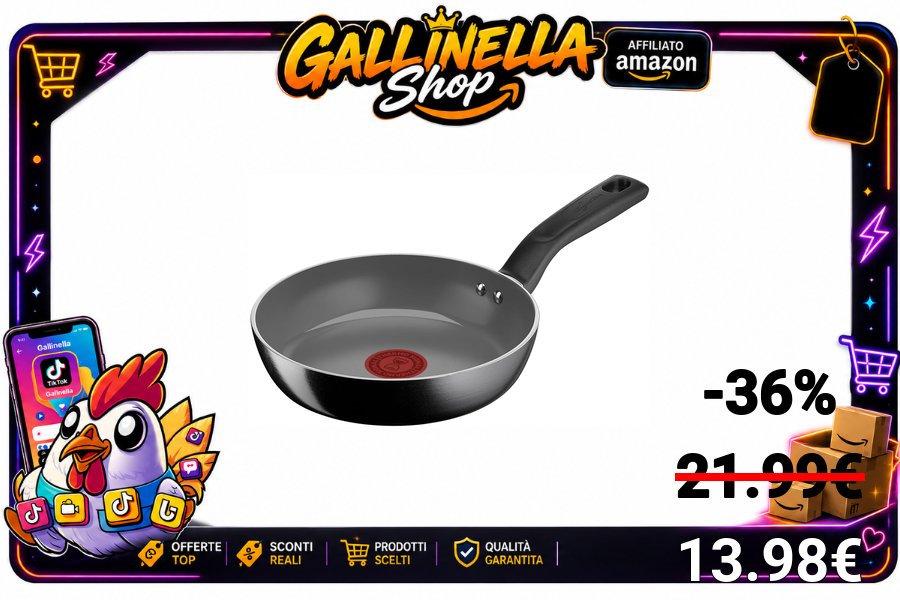 GALLINELLA
Shop
AFFILIATO
amazon
Gallinella
TikTok
Gallinella
-36%
21.99€
13.98€
OFFERTE
TOP
SCONTI
REALI
PRODOTTI
SCELTI
QUALITÀ
GARANTITA